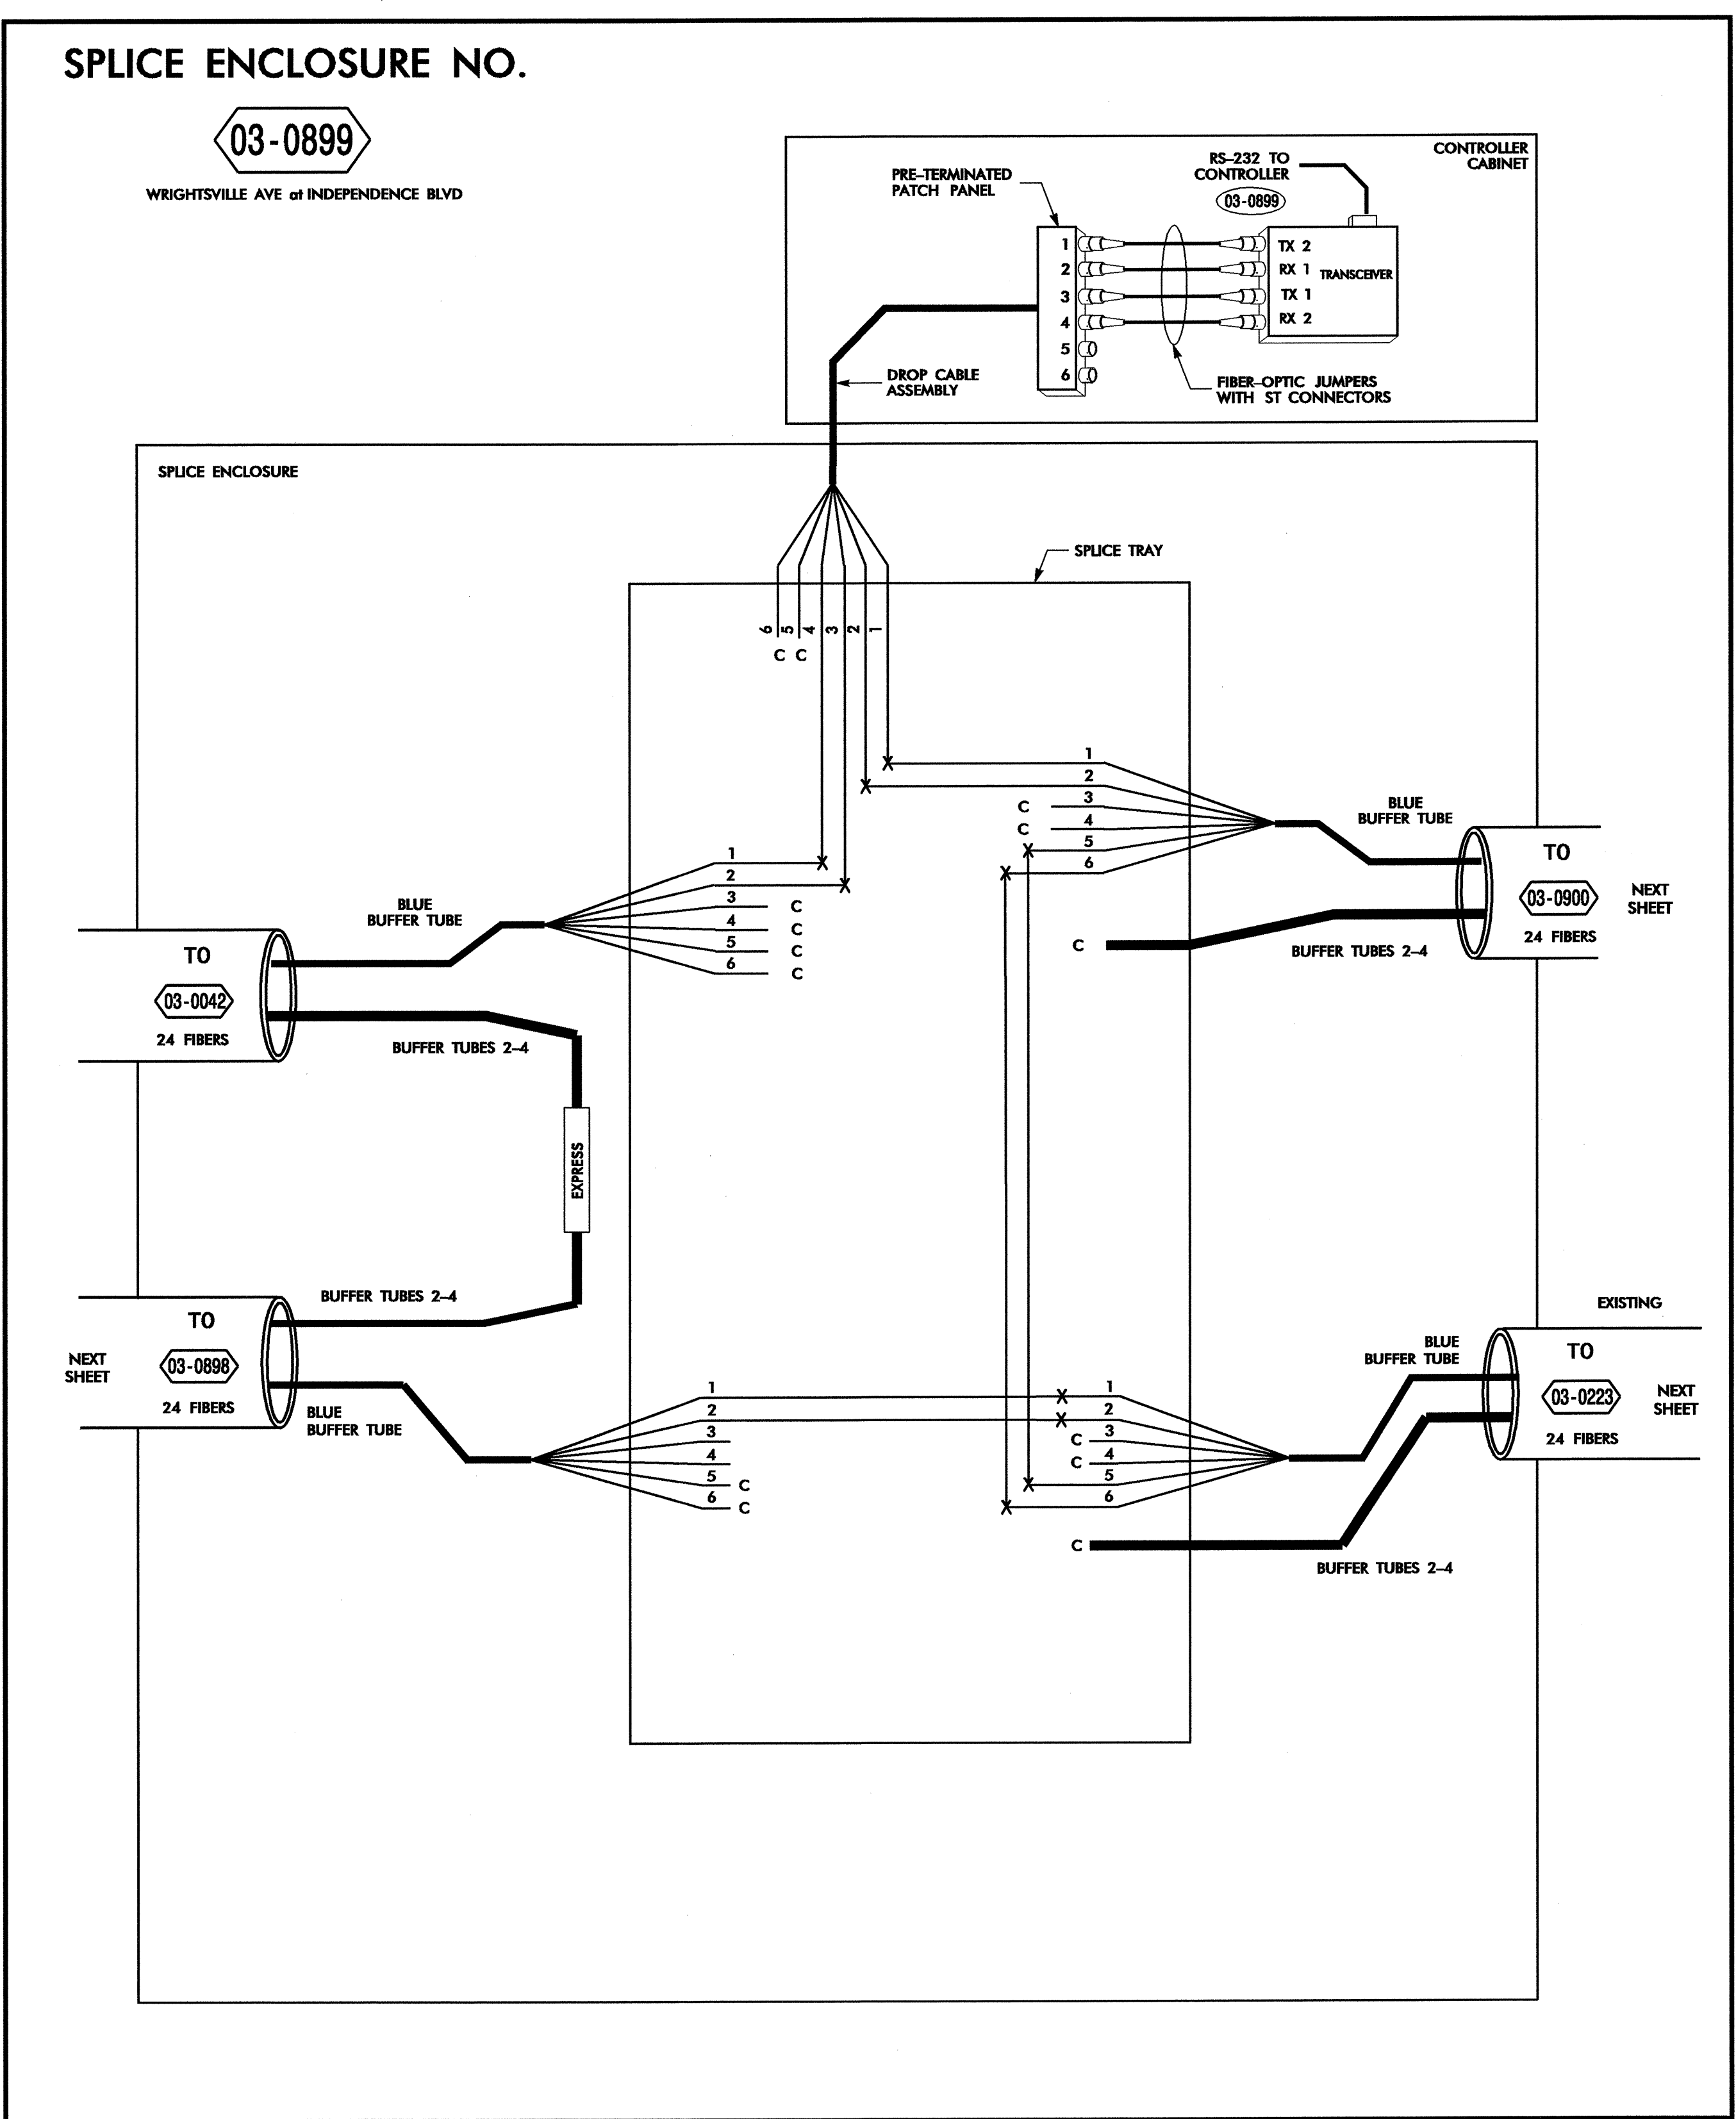 SPLICE ENCLOSURE NO.
03-0899
WRIGHTSVILLE AVE at INDEPENDENCE BLVD
CONTROLLER
CABINET
RS-232 TO
CONTROLLER
03-0899
PRE-TERMINATED
PATCH PANEL
1
2
3
4
5
6
TX 2
RX 1
TX 1
RX 2
TRANSCEIVER
DROP CABLE
ASSEMBLY
FIBER-OPTIC JUMPERS
WITH ST CONNECTORS
SPLICE ENCLOSURE
SPLICE TRAY
6 5 4 3 2 1
C C
1
2
C 3
C 4
5
6
BLUE
BUFFER TUBE
TO
03-0900
24 FIBERS
NEXT
SHEET
C
BUFFER TUBES 2-4
1
2
3 C
4 C
5 C
6 C
BLUE
BUFFER TUBE
TO
03-0042
24 FIBERS
BUFFER TUBES 2-4
EXPRESS
BUFFER TUBES 2-4
NEXT
SHEET
TO
03-0898
24 FIBERS
BLUE
BUFFER TUBE
1
2
3
4
5 C
6 C
1
2
C 3
C 4
5
6
EXISTING
BLUE
BUFFER TUBE
TO
03-0223
24 FIBERS
NEXT
SHEET
C
BUFFER TUBES 2-4